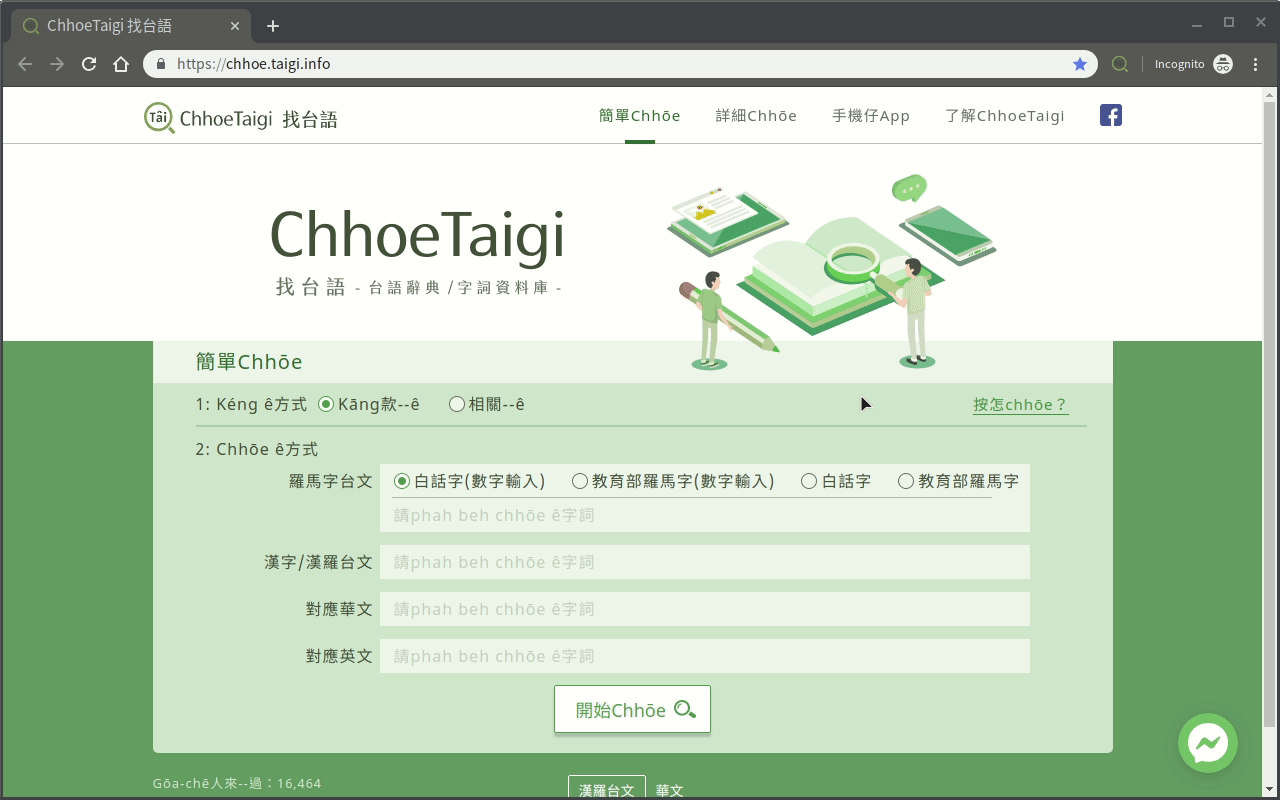 ChhoeTaigi 找台語
https://chhoe.taigi.info
Incognito
Tâi ChhoeTaigi 找台語
簡單Chhōe 詳細Chhōe 手機仔App 了解ChhoeTaigi
ChhoeTaigi
找台語 - 台語辭典 /字詞資料庫 -
簡單Chhōe
1: Kéng ê方式 Kāng款--ê 相關--ê 按怎chhōe？
2: Chhōe ê方式
羅馬字台文 白話字(數字輸入) 教育部羅馬字(數字輸入) 白話字 教育部羅馬字
請phah beh chhōe ê字詞
漢字/漢羅台文 請phah beh chhōe ê字詞
對應華文 請phah beh chhōe ê字詞
對應英文 請phah beh chhōe ê字詞
開始Chhōe
Gōa-chē人來--過：16,464
漢羅台文 華文